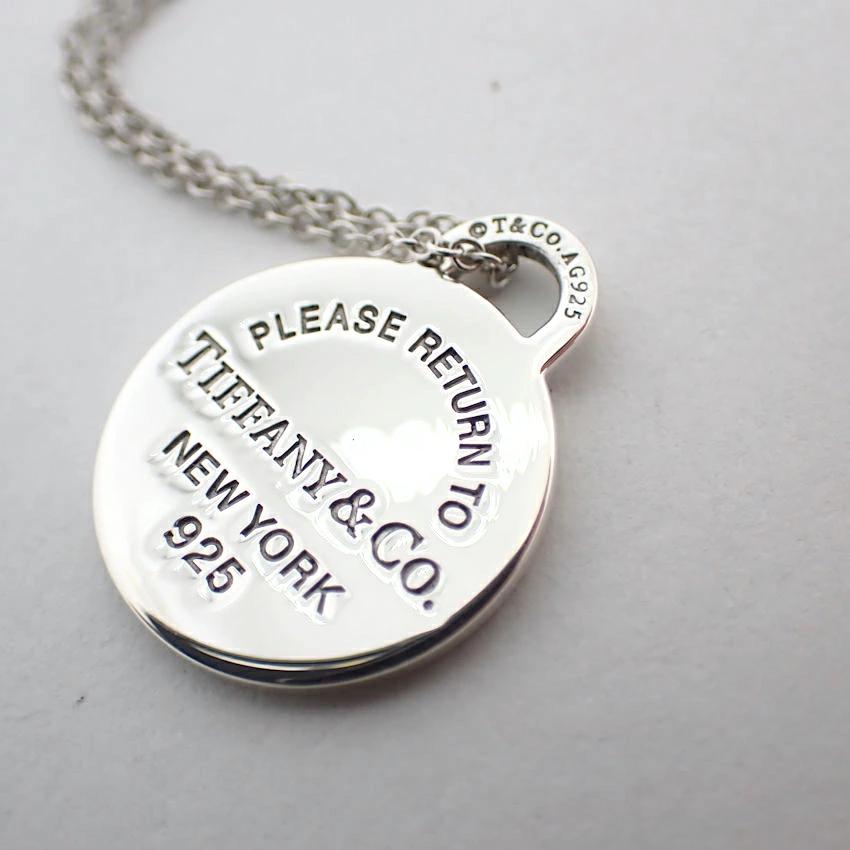 ©T&Co.AG925
PLEASE RETURN TO
TIFFANY & CO.
NEW YORK
925